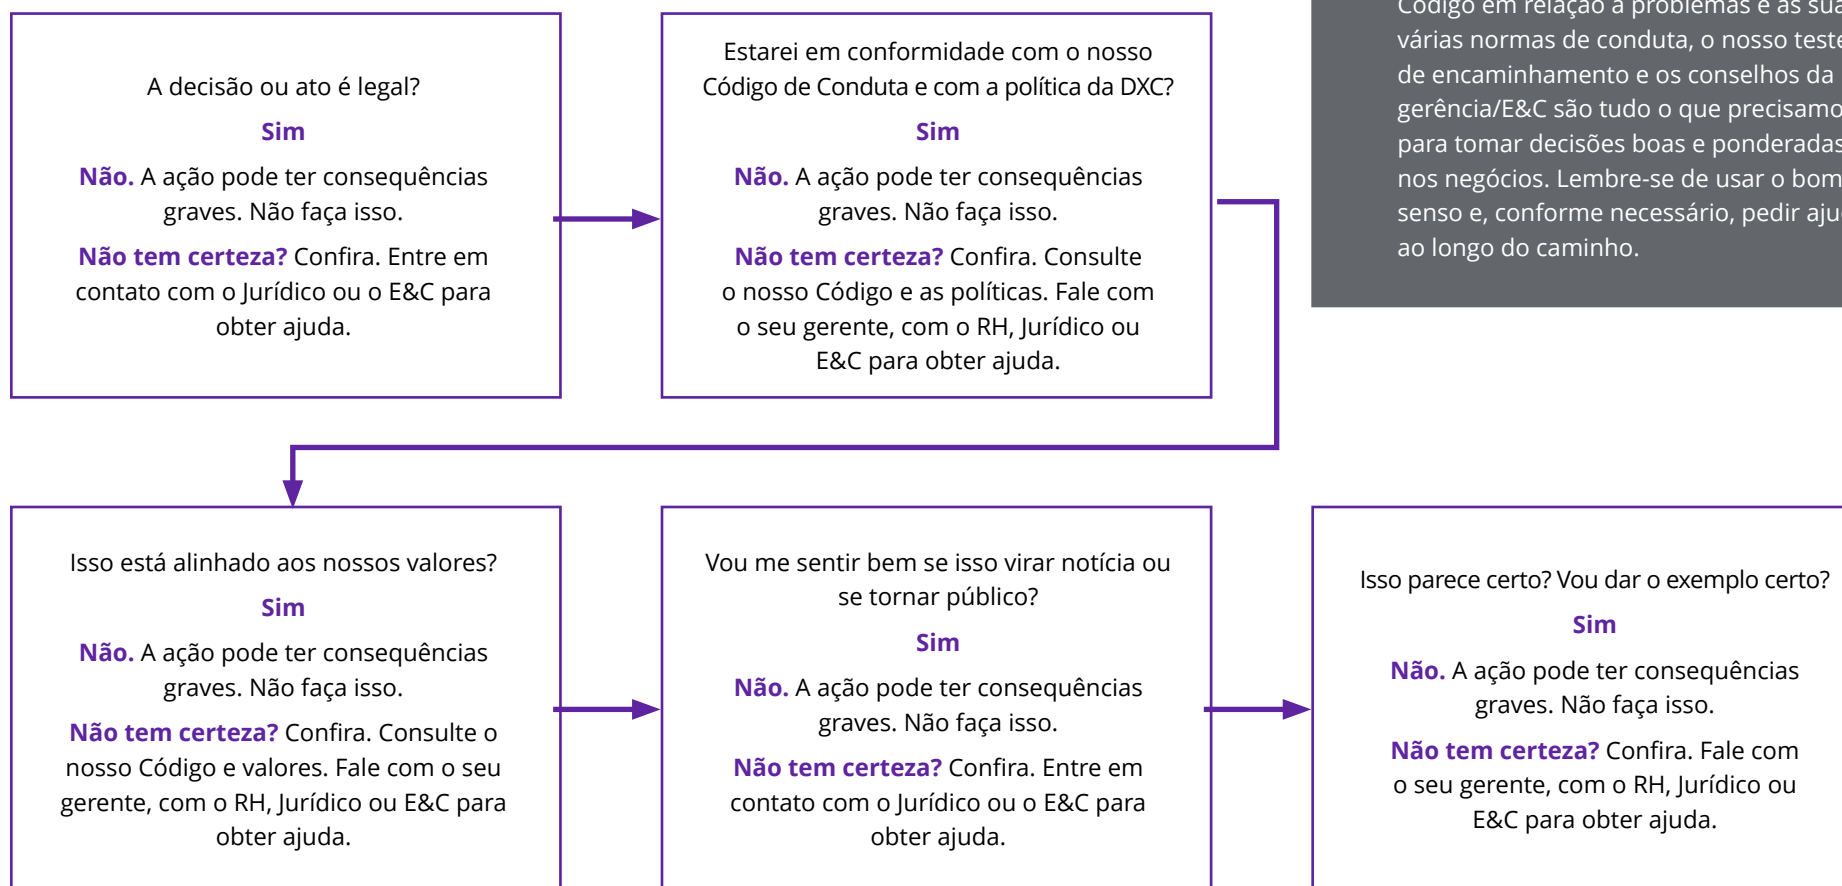 A decisão ou ato é legal?
Sim
Não. A ação pode ter consequências
graves. Não faça isso.
Não tem certeza? Confira. Entre em
contato com o Jurídico ou o E&C para
obter ajuda.
Estarei em conformidade com o nosso
Código de Conduta e com a política da DXC?
Sim
Não. A ação pode ter consequências
graves. Não faça isso.
Não tem certeza? Confira. Consulte
o nosso Código e as políticas. Fale com
o seu gerente, com o RH, Jurídico ou
E&C para obter ajuda.
Código em relação a problemas e as
várias normas de conduta, o nosso teste
de encaminhamento e os conselhos da
gerência/E&C são tudo o que
para tomar decisões boas e ponderadas
nos negócios. Lembre-se de usar o bom
senso e, conforme necessário, pedir
ao longo do caminho.
Isso está alinhado aos nossos valores?
Sim
Não. A ação pode ter consequências
graves. Não faça isso.
Não tem certeza? Confira. Consulte o
nosso Código e valores. Fale com o seu
gerente, com o RH, Jurídico ou E&C para
obter ajuda.
Vou me sentir bem se isso virar notícia ou
se tornar público?
Sim
Não. A ação pode ter consequências
graves. Não faça isso.
Não tem certeza? Confira. Entre em
contato com o Jurídico ou o E&C para
obter ajuda.
Isso parece certo? Vou dar o exemplo certo?
Sim
Não. A ação pode ter consequências
graves. Não faça isso.
Não tem certeza? Confira. Fale com
o seu gerente, com o RH, Jurídico ou
E&C para obter ajuda.